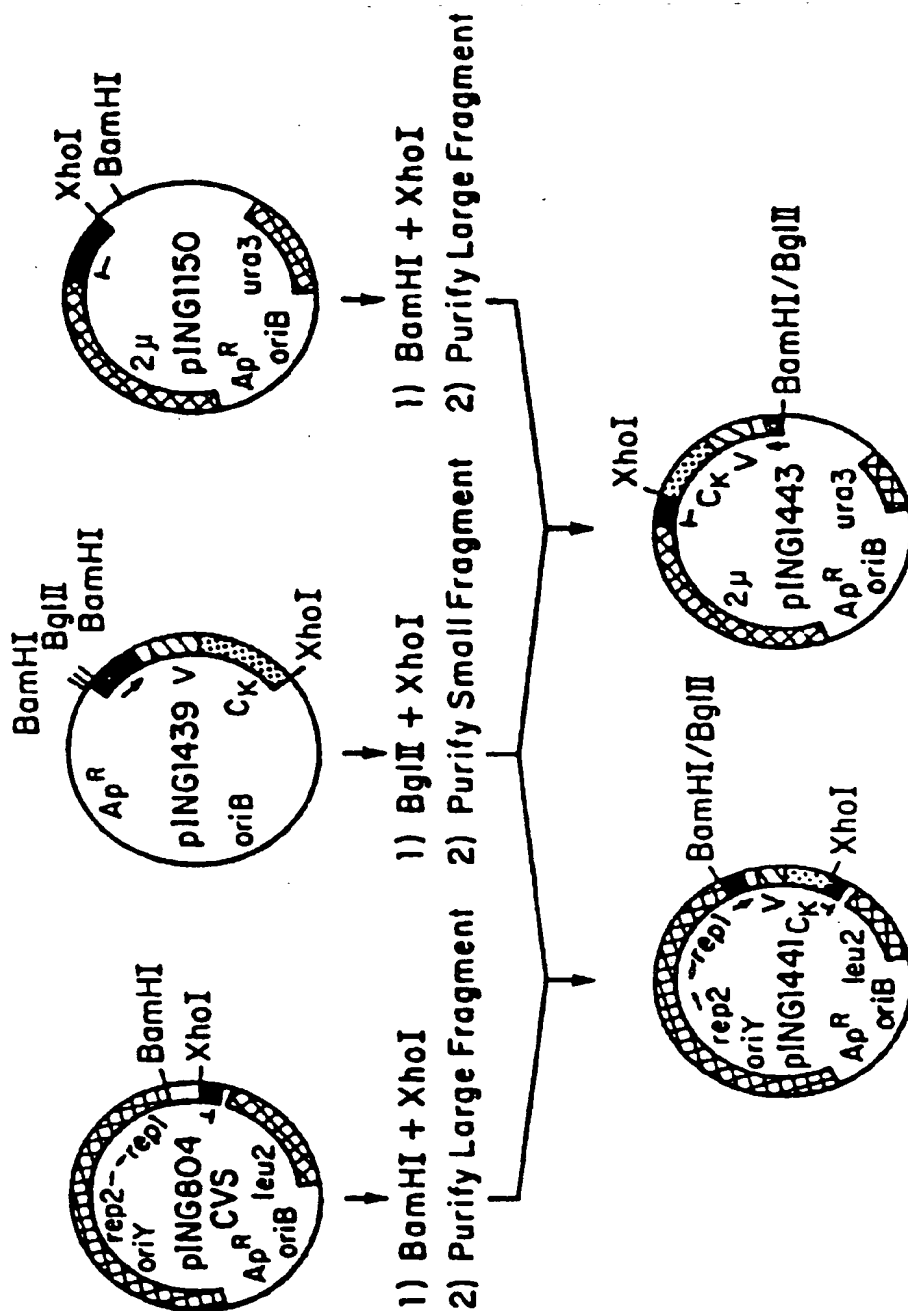 BamHI
XhoI
rep2
rep1
oriY
pING804
CVS
ApR
leu2
oriB
1) BamHI + XhoI
2) Purify Large Fragment
BamHI
BglII
BamHI
ApR
pING1439
V
CK
oriB
XhoI
1) BglII + XhoI
2) Purify Small Fragment
XhoI
BamHI
T
2μ
pING1150
ApR
ura3
oriB
1) BamHI + XhoI
2) Purify Large Fragment
BamHI/BglII
rep2
rep1
oriY
V
pING1441
CK
ApR
leu2
oriB
XhoI
XhoI
T
CK
2μ
V
pING1443
BamHI/BglII
ApR
ura3
oriB